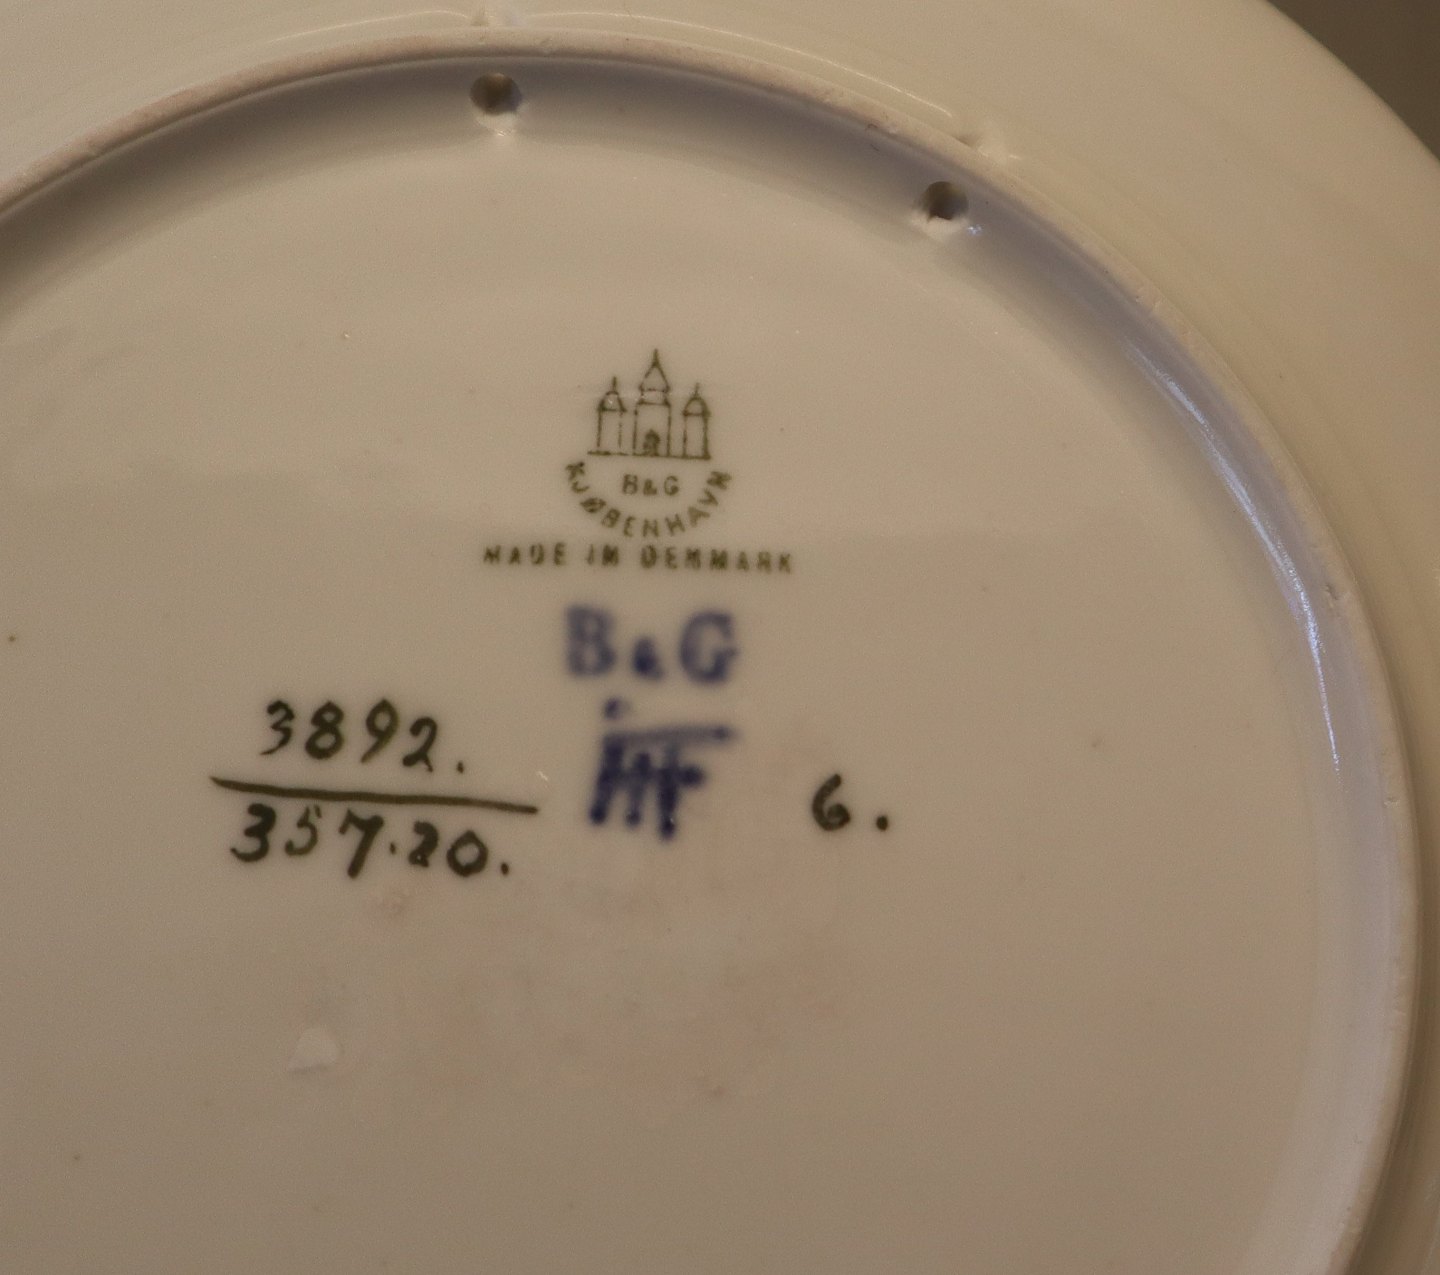 B&G
KJØBENHAVN
MADE IN DENMARK
B&G
3892.
357.20.
6.